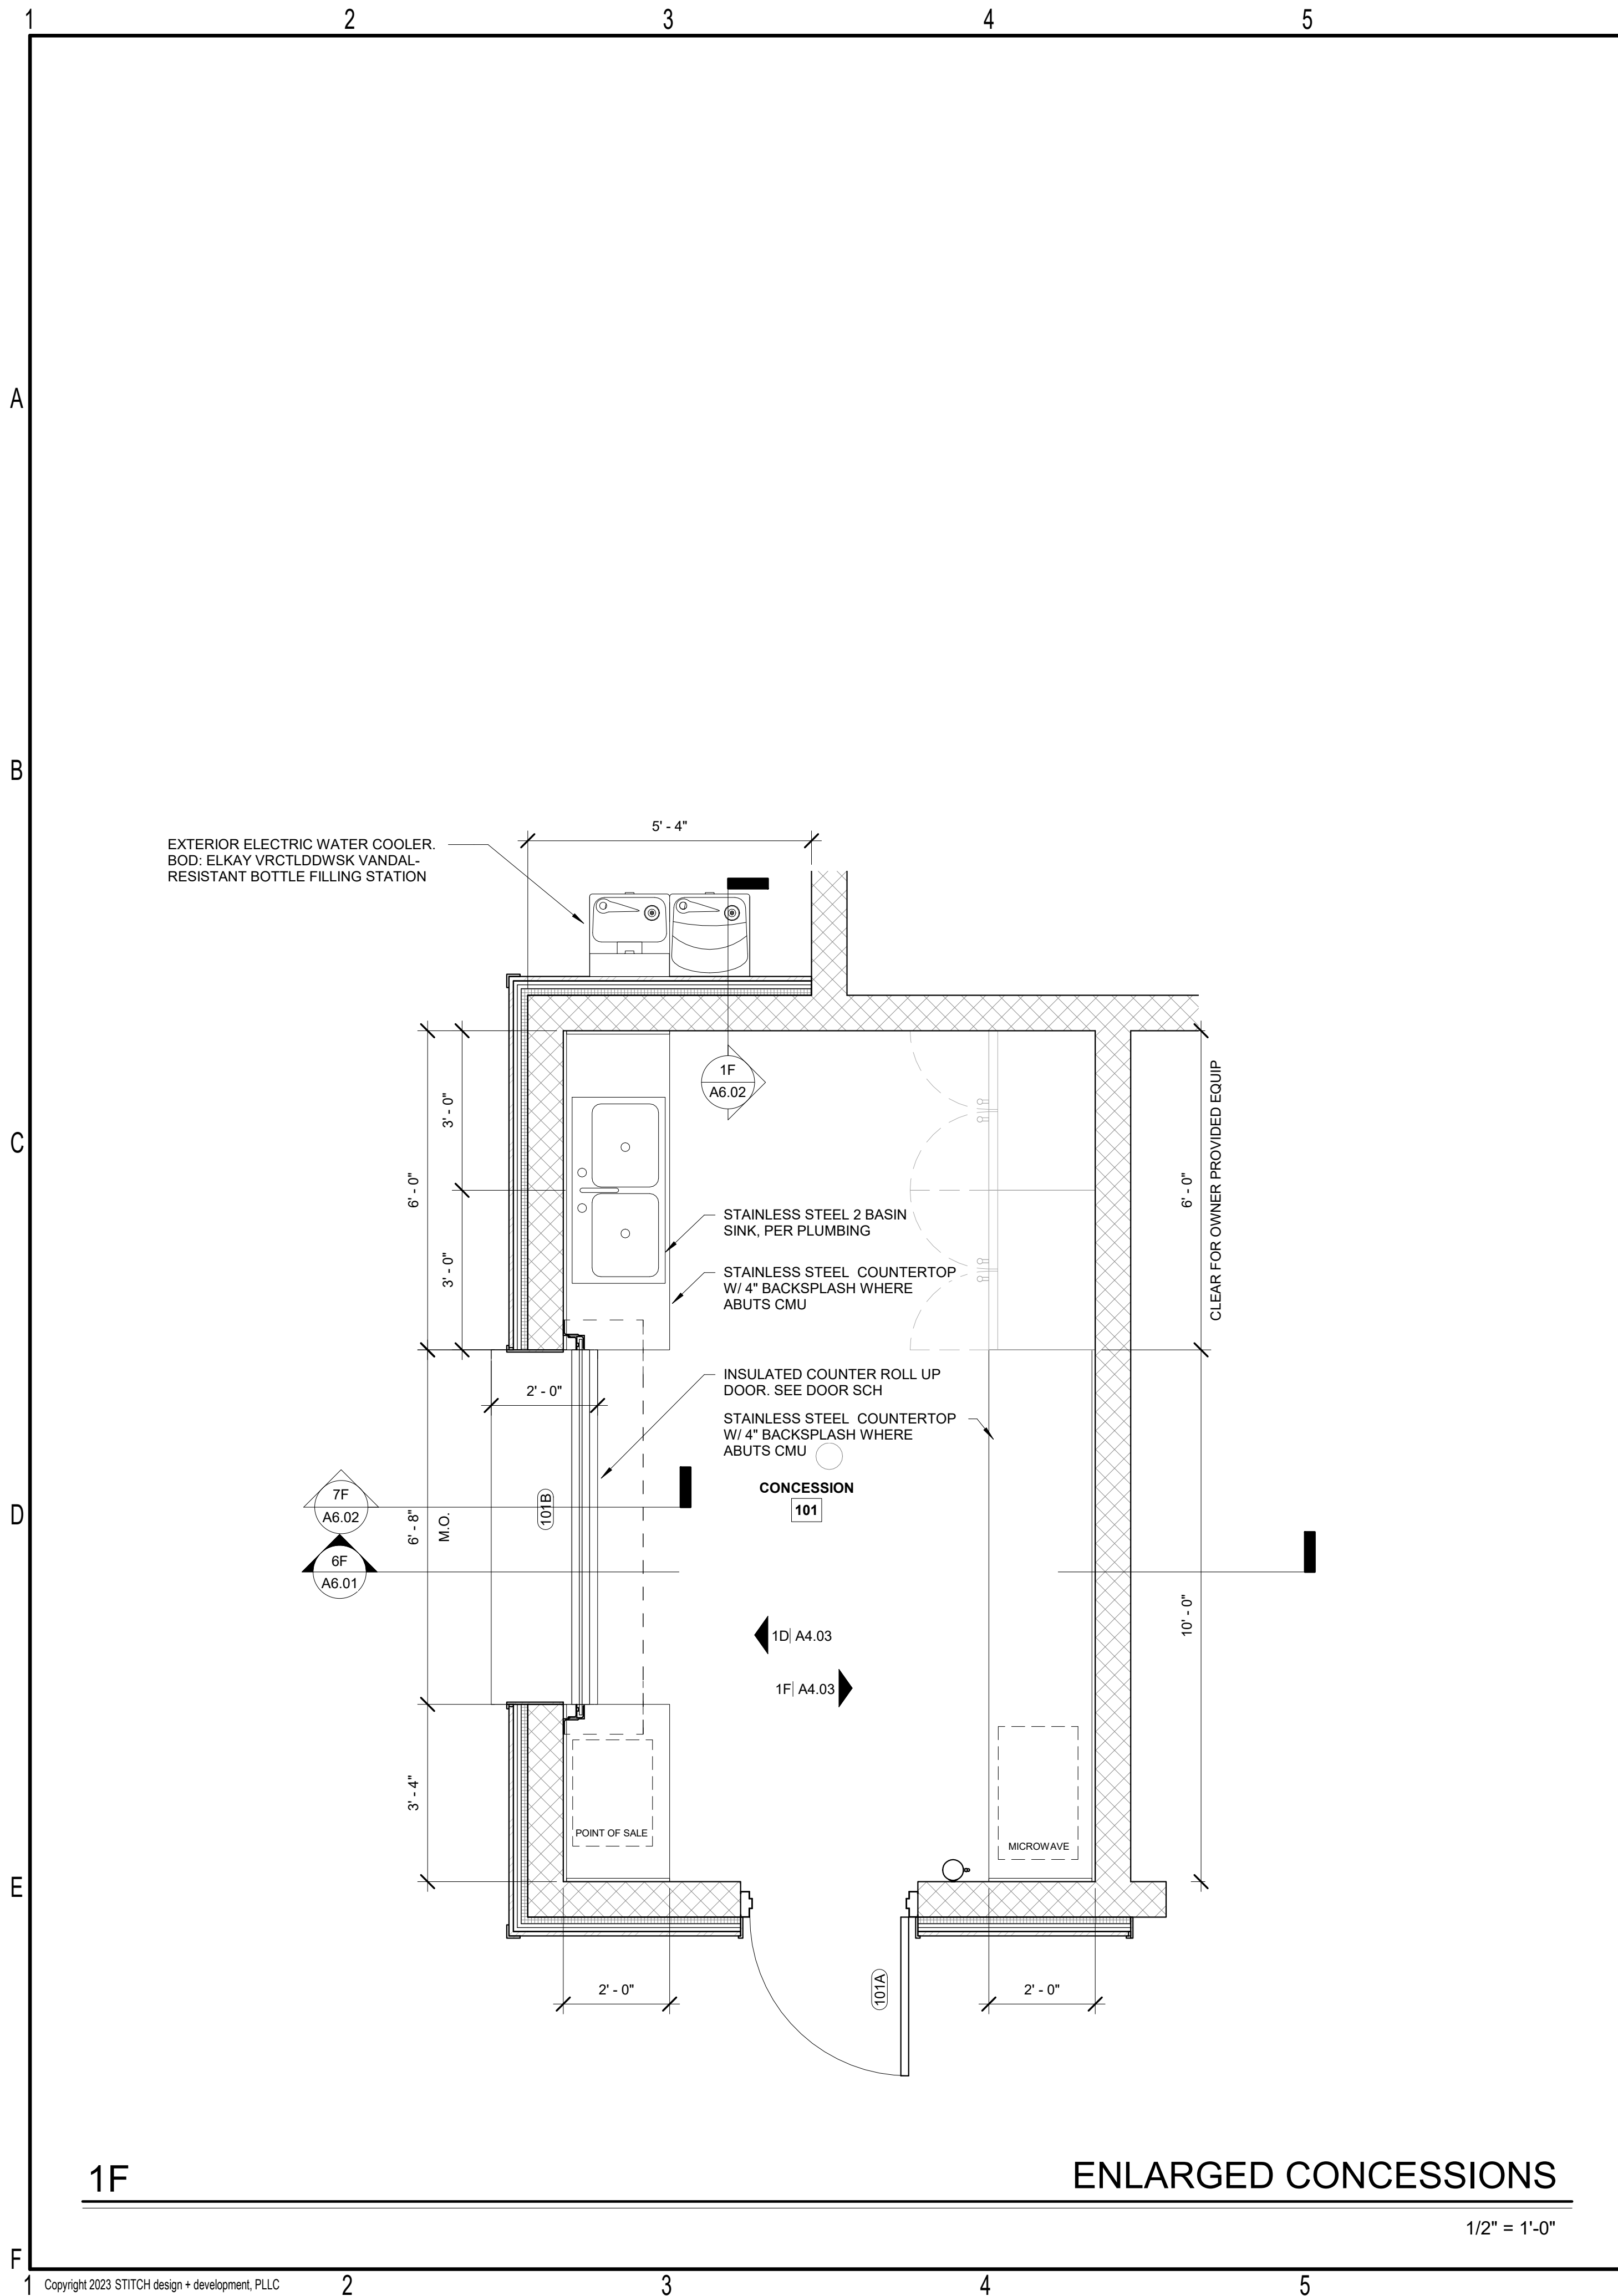 1 2 3 4 5
A
B
C
D
E
F
5' - 4"
EXTERIOR ELECTRIC WATER COOLER.
BOD: ELKAY VRCTLDDWSK VANDAL-
RESISTANT BOTTLE FILLING STATION
1F
A6.02
3' - 0"
6' - 0"
3' - 0"
6' - 0"
CLEAR FOR OWNER PROVIDED EQUIP
STAINLESS STEEL 2 BASIN
SINK, PER PLUMBING
STAINLESS STEEL COUNTERTOP
W/ 4" BACKSPLASH WHERE
ABUTS CMU
INSULATED COUNTER ROLL UP
DOOR. SEE DOOR SCH
2' - 0"
STAINLESS STEEL COUNTERTOP
W/ 4" BACKSPLASH WHERE
ABUTS CMU
CONCESSION
101
7F
A6.02
6' - 8"
M.O.
101B
6F
A6.01
10' - 0"
1D A4.03
1F A4.03
3' - 4"
POINT OF SALE
MICROWAVE
2' - 0"
101A
2' - 0"
1F
ENLARGED CONCESSIONS
1/2" = 1'-0"
Copyright 2023 STITCH design + development, PLLC
1 2 3 4 5